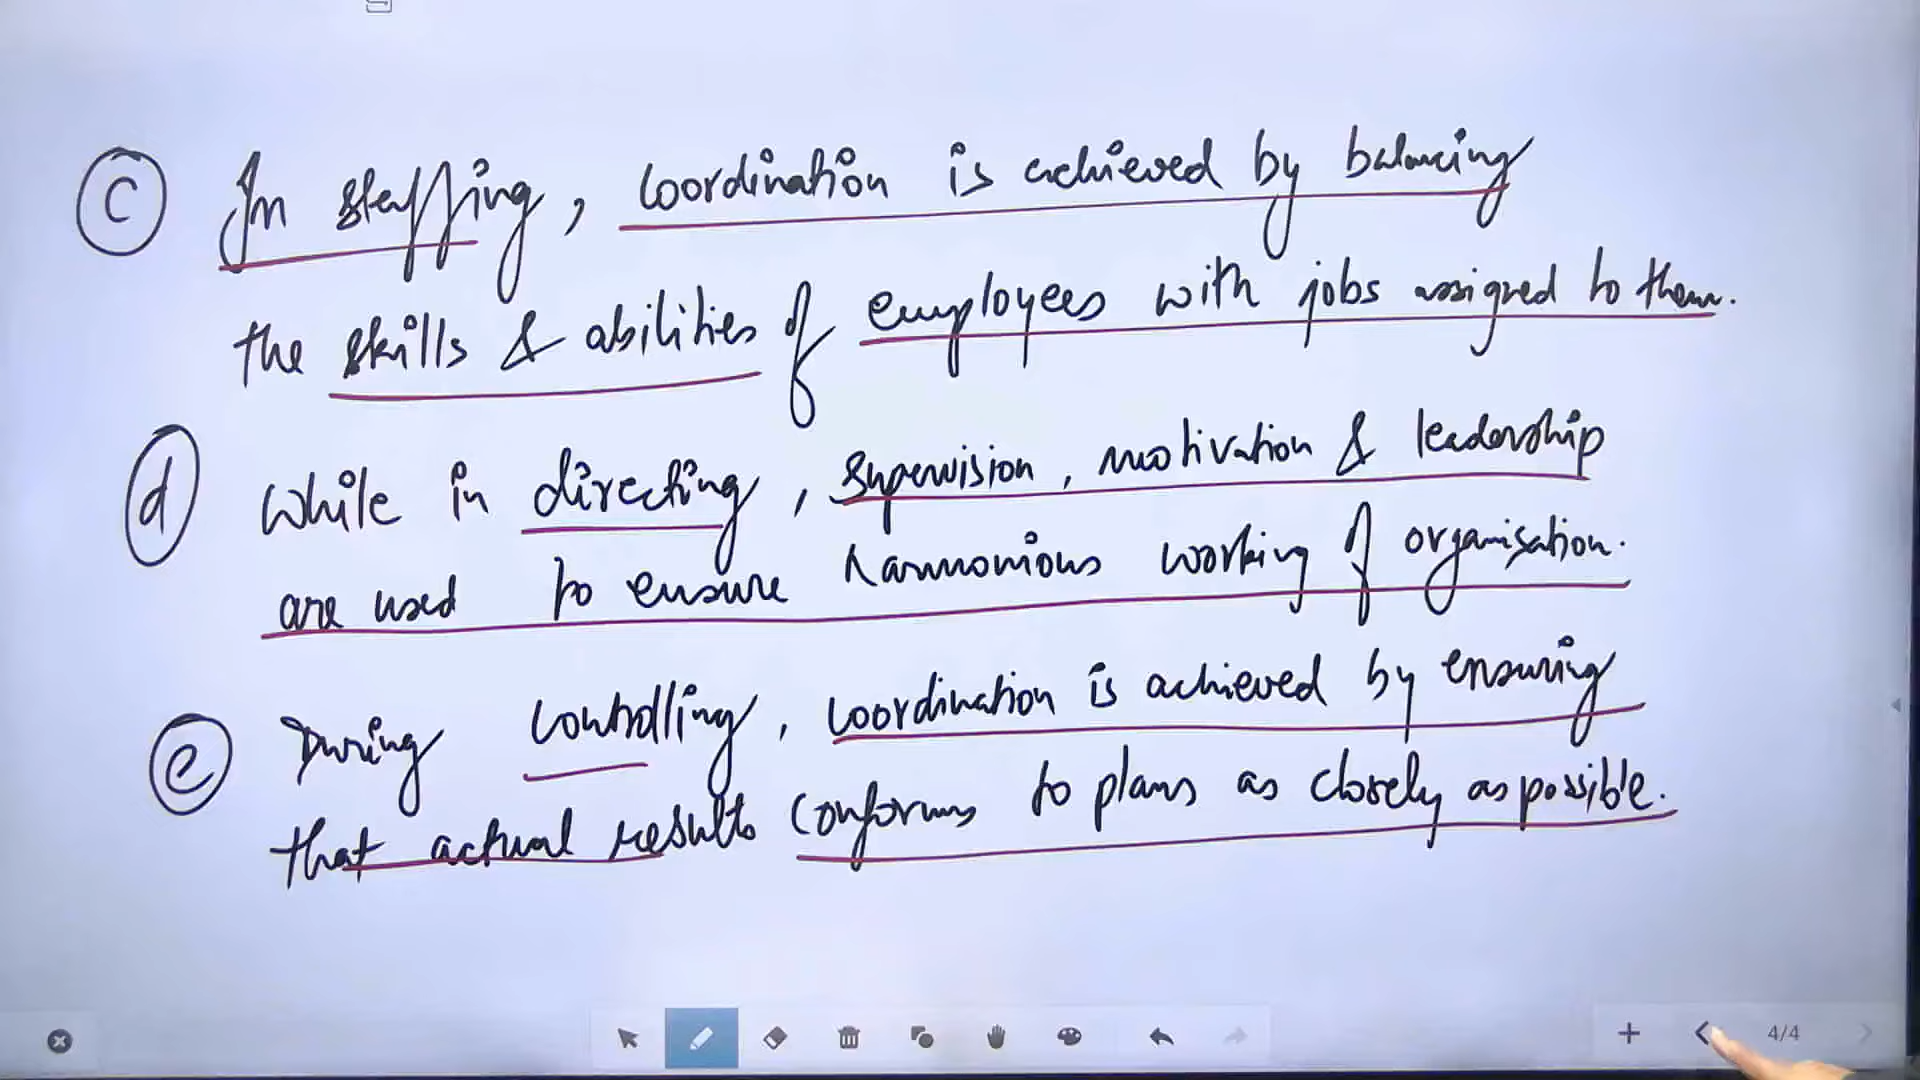 (c) In staffing, coordination is achieved by balancing
the skills & abilities of employees with jobs assigned to them.
(d) While in directing, supervision, motivation & leadership
are used to ensure harmonious working of organisation.
(e) During controlling, coordination is achieved by ensuring
that actual results conforms to plans as closely as possible.
4/4